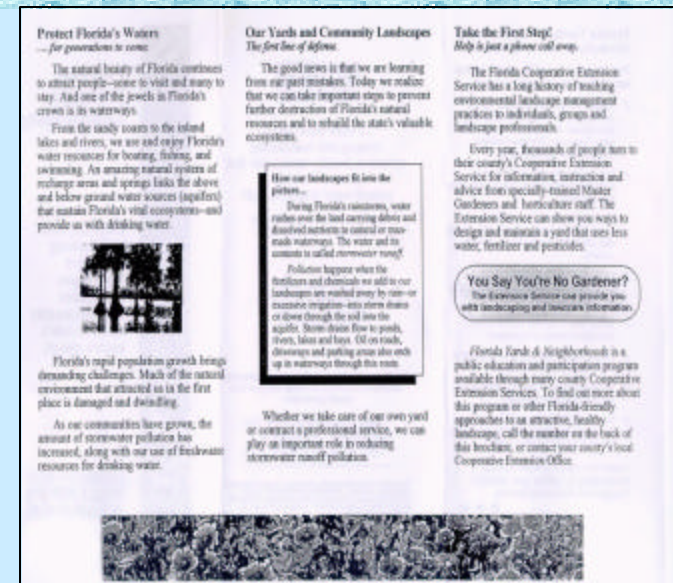 Protect Florida's Waters
... for generations to come.
The natural beauty of Florida continues
to attract people--some to visit and many to
stay. And one of the jewels in Florida's
crown is its waterways.
From the sandy coasts to the inland
lakes and rivers, we use and enjoy Florida's
water resources for boating, fishing, and
swimming. An amazing natural system of
recharge areas and springs links the above
and below ground water sources (aquifers)
that sustain Florida's vital ecosystems--and
provide us with drinking water.
Florida's rapid population growth brings
demanding challenges. Much of the natural
environment that attracted us in the first
place is damaged and dwindling.
As our communities have grown, the
amount of stormwater pollution has
increased, along with our use of freshwater
resources for drinking water.
Our Yards and Community Landscapes
The first line of defense.
The good news is that we are learning
from our past mistakes. Today we realize
that we can take important steps to prevent
further destruction of Florida's natural
resources and to rebuild the state's valuable
ecosystems.
How our landscapes fit into the
picture...
During Florida's rainstorms, water
rushes over the land carrying debris and
dissolved nutrients to natural or man-
made waterways. The water and its
contents is called stormwater runoff.
Pollution happens when the
fertilizers and chemicals we add to our
landscapes are washed away by rain--or
excessive irrigation--into storm drains
or down through the soil into the
aquifer. Storm drains flow to ponds,
rivers, lakes and bays. Oil on roads,
driveways and parking areas also ends
up in waterways through this route.
Whether we take care of our own yard
or contract a professional service, we can
play an important role in reducing
stormwater runoff pollution.
Take the First Step!
Help is just a phone call away.
The Florida Cooperative Extension
Service has a long history of teaching
environmental landscape management
practices to individuals, groups and
landscape professionals.
Every year, thousands of people turn to
their county's Cooperative Extension
Service for information, instruction and
advice from specially-trained Master
Gardeners and horticulture staff. The
Extension Service can show you ways to
design and maintain a yard that uses less
water, fertilizer and pesticides.
You Say You're No Gardener?
The Extension Service can provide you
with landscaping and lawncare information.
Florida Yards & Neighborhoods is a
public education and participation program
available through many county Cooperative
Extension Services. To find out more about
this program or other Florida-friendly
approaches to an attractive, healthy
landscape, call the number on the back of
this brochure, or contact your county's local
Cooperative Extension Office.